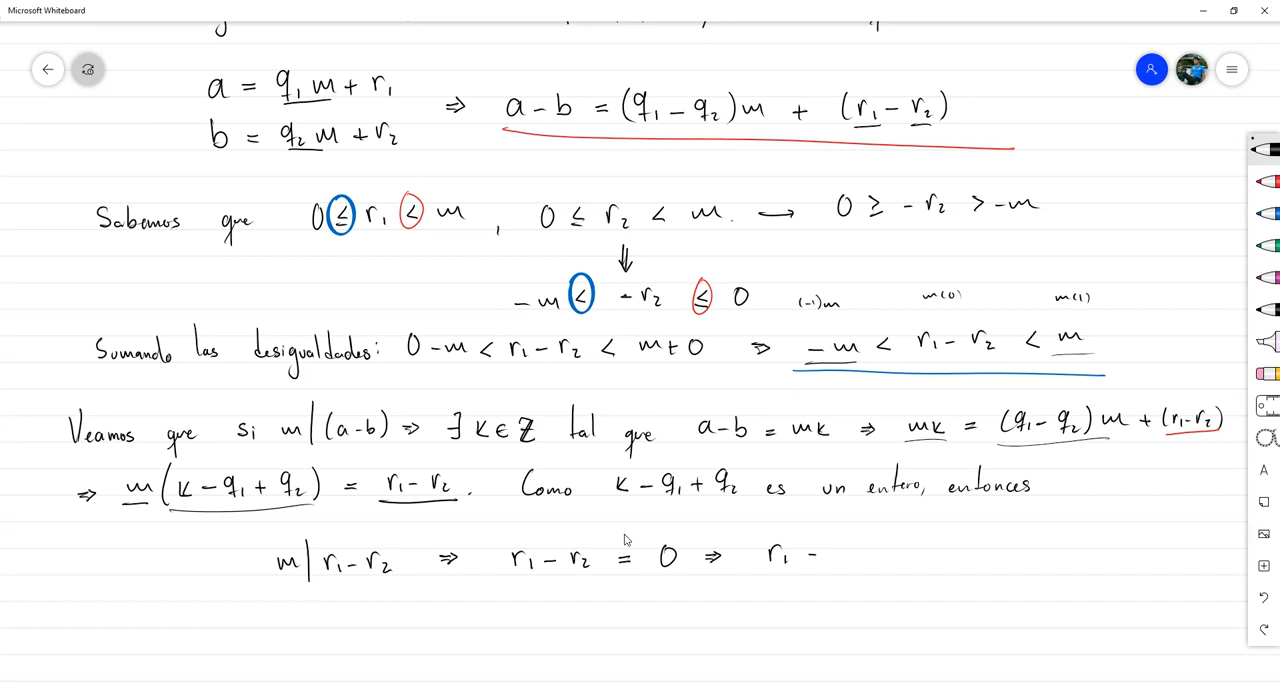 Microsoft Whiteboard
a = q₁m + r₁
b = q₂m + r₂
⇒ a - b = (q₁ - q₂)m + (r₁ - r₂)
Sabemos que 0 ≤ r₁ < m , 0 ≤ r₂ < m. → 0 ≥ -r₂ > -m
⇓
-m < -r₂ ≤ 0
(-1)m m(0) m(1)
Sumando las desigualdades: 0 - m < r₁ - r₂ < m + 0 ⇒ -m < r₁ - r₂ < m
Veamos que si m | (a-b) ⇒ ∃ K ∈ ℤ tal que a-b = mK ⇒ mK = (q₁ - q₂)m + (r₁-r₂)
⇒ m(K - q₁ + q₂) = r₁ - r₂. Como K - q₁ + q₂ es un entero, entonces
m | r₁ - r₂ ⇒ r₁ - r₂ = 0 ⇒ r₁ -
A